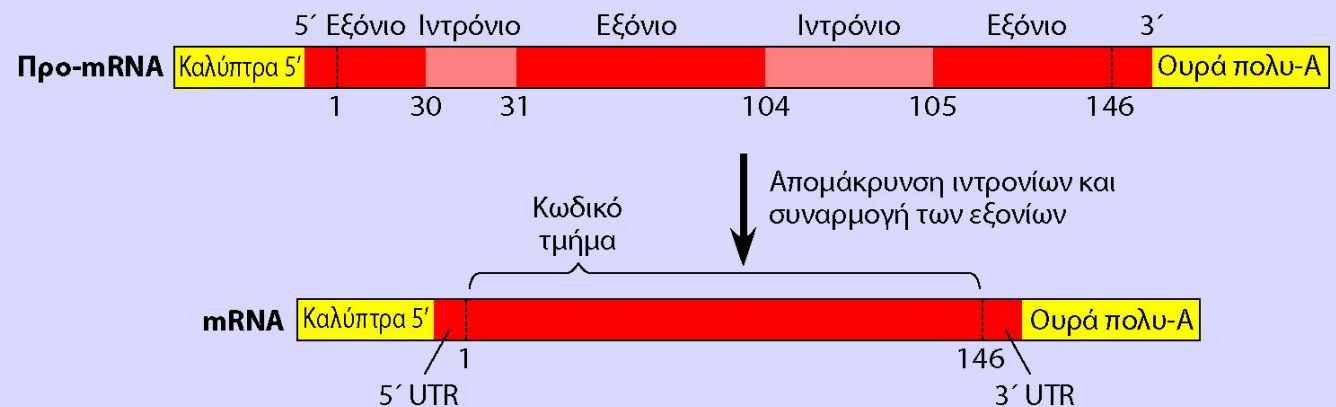 5´ Εξόνιο Ιντρόνιο Εξόνιο Ιντρόνιο Εξόνιο 3´
Προ-mRNA Καλύπτρα 5' Ουρά πολυ-Α
1 30 31 104 105 146
Απομάκρυνση ιντρονίων και
συναρμογή των εξονίων
Κωδικό
τμήμα
mRNA Καλύπτρα 5' Ουρά πολυ-Α
1 146
5´ UTR 3´ UTR